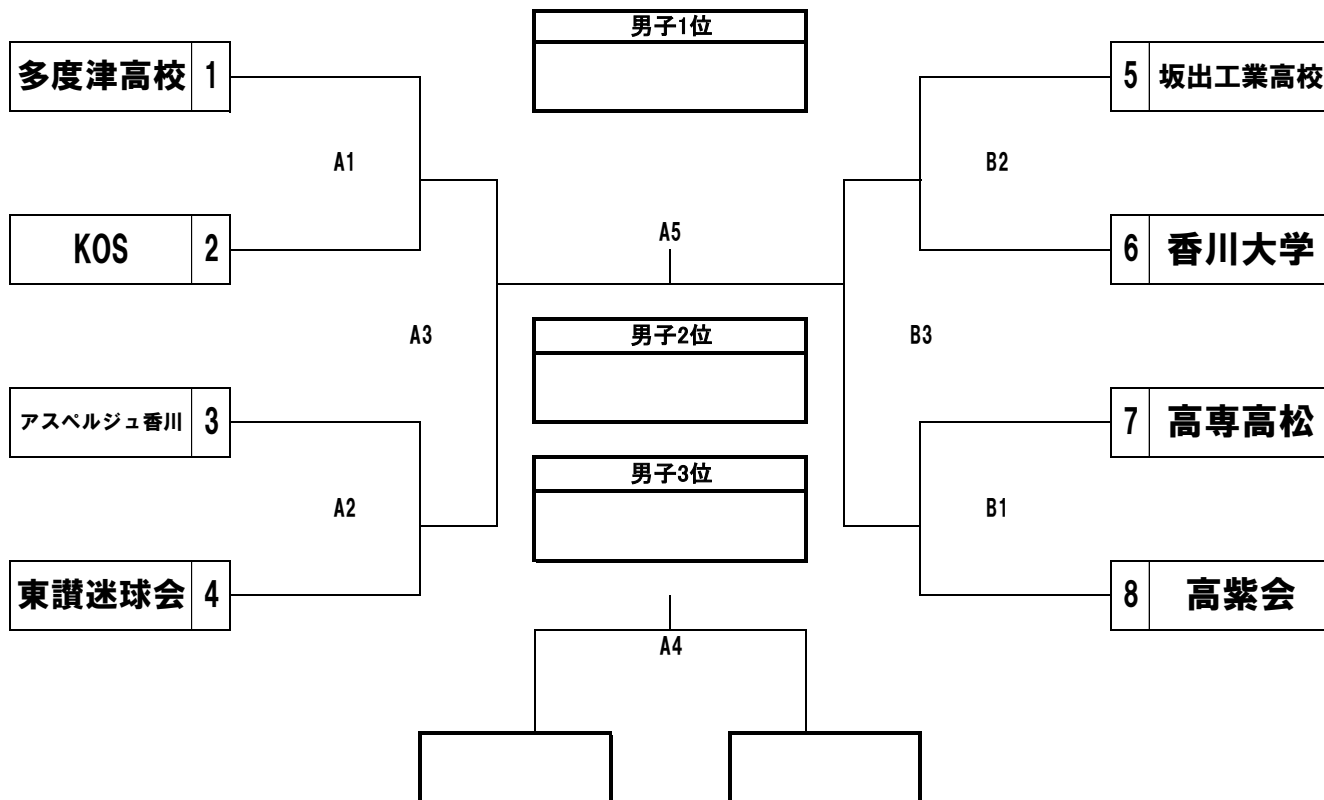 男子1位
多度津高校 1
5 坂出工業高校
A1
B2
KOS 2
A5
6 香川大学
男子2位
A3
B3
アスペルジュ香川 3
7 高専高松
男子3位
A2
B1
東讃迷球会 4
8 高紫会
A4